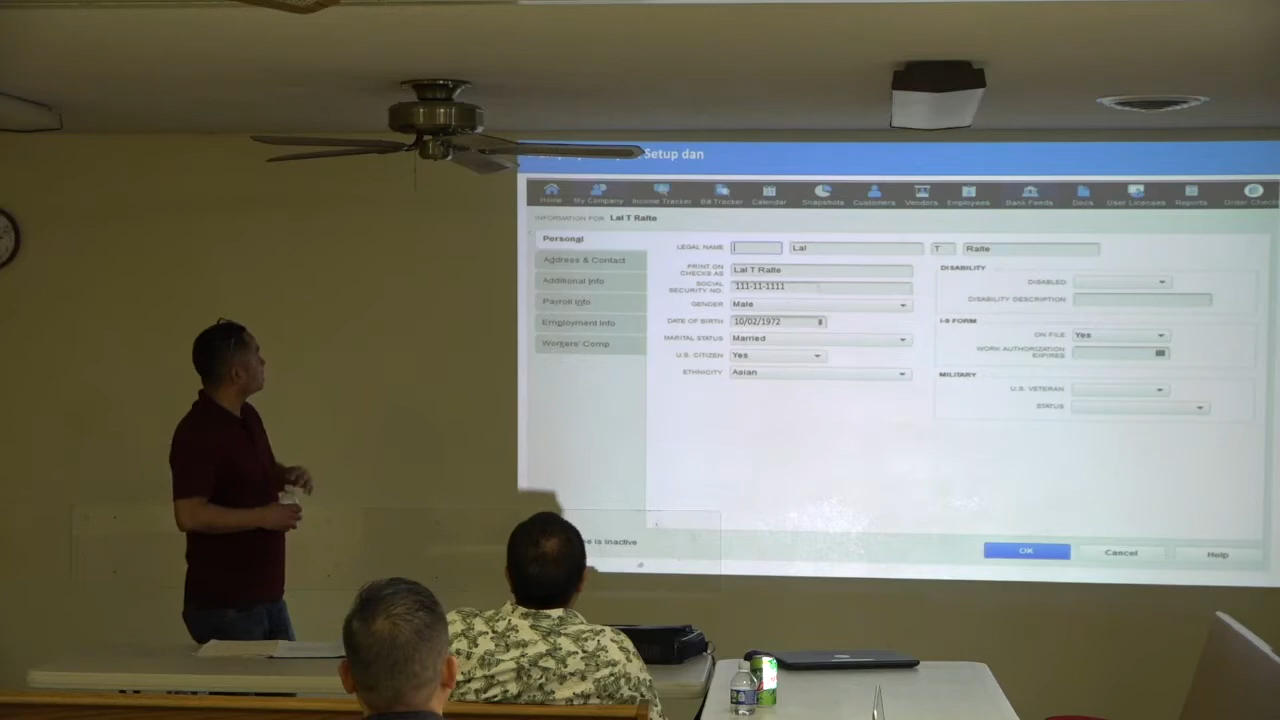 Setup dan
Home My Company Income Tracker Bill Tracker Calendar Snapshots Customers Vendors Employees Bank Feeds Docs User Licenses Reports Order Checks
INFORMATION FOR Lal T Ralte
Personal
Address & Contact
Additional Info
Payroll Info
Employment Info
Workers' Comp
LEGAL NAME Lal T Ralte
PRINT ON CHECKS AS Lal T Ralte
SOCIAL SECURITY NO. 111-11-1111
GENDER Male
DATE OF BIRTH 10/02/1972
MARITAL STATUS Married
U.S. CITIZEN Yes
ETHNICITY Asian
DISABILITY
DISABLED
DISABILITY DESCRIPTION
I-9 FORM
ON FILE Yes
WORK AUTHORIZATION EXPIRES
MILITARY
U.S. VETERAN
STATUS
is inactive
OK Cancel Help